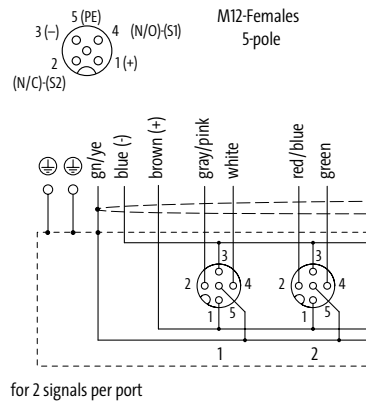 M12-Females
5-pole
5 (PE)
3 (–)
4 (N/O)-(S1)
2
1 (+)
(N/C)-(S2)
gn/ye
blue (-)
brown (+)
gray/pink
white
red/blue
green
3
3
2
4
2
4
1
5
1
5
1
2
for 2 signals per port